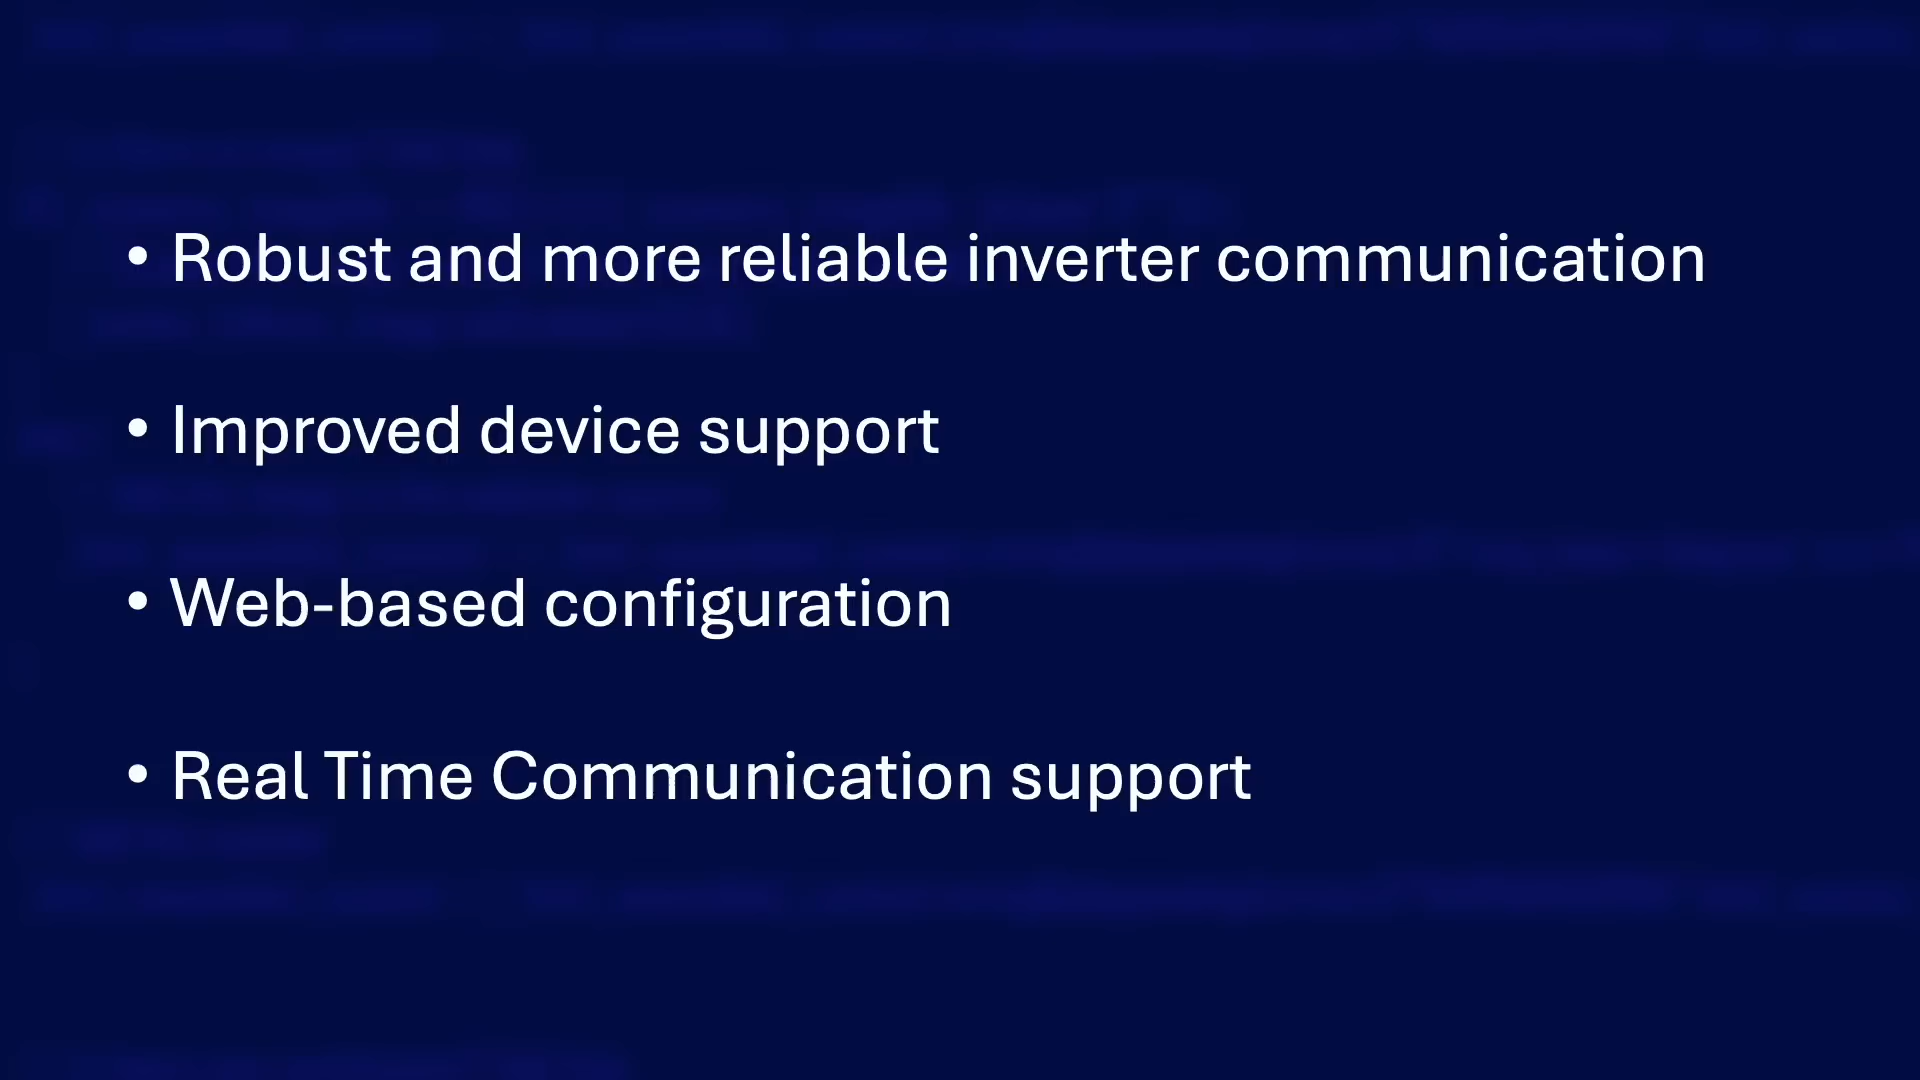 • Robust and more reliable inverter communication
• Improved device support
• Web-based configuration
• Real Time Communication support